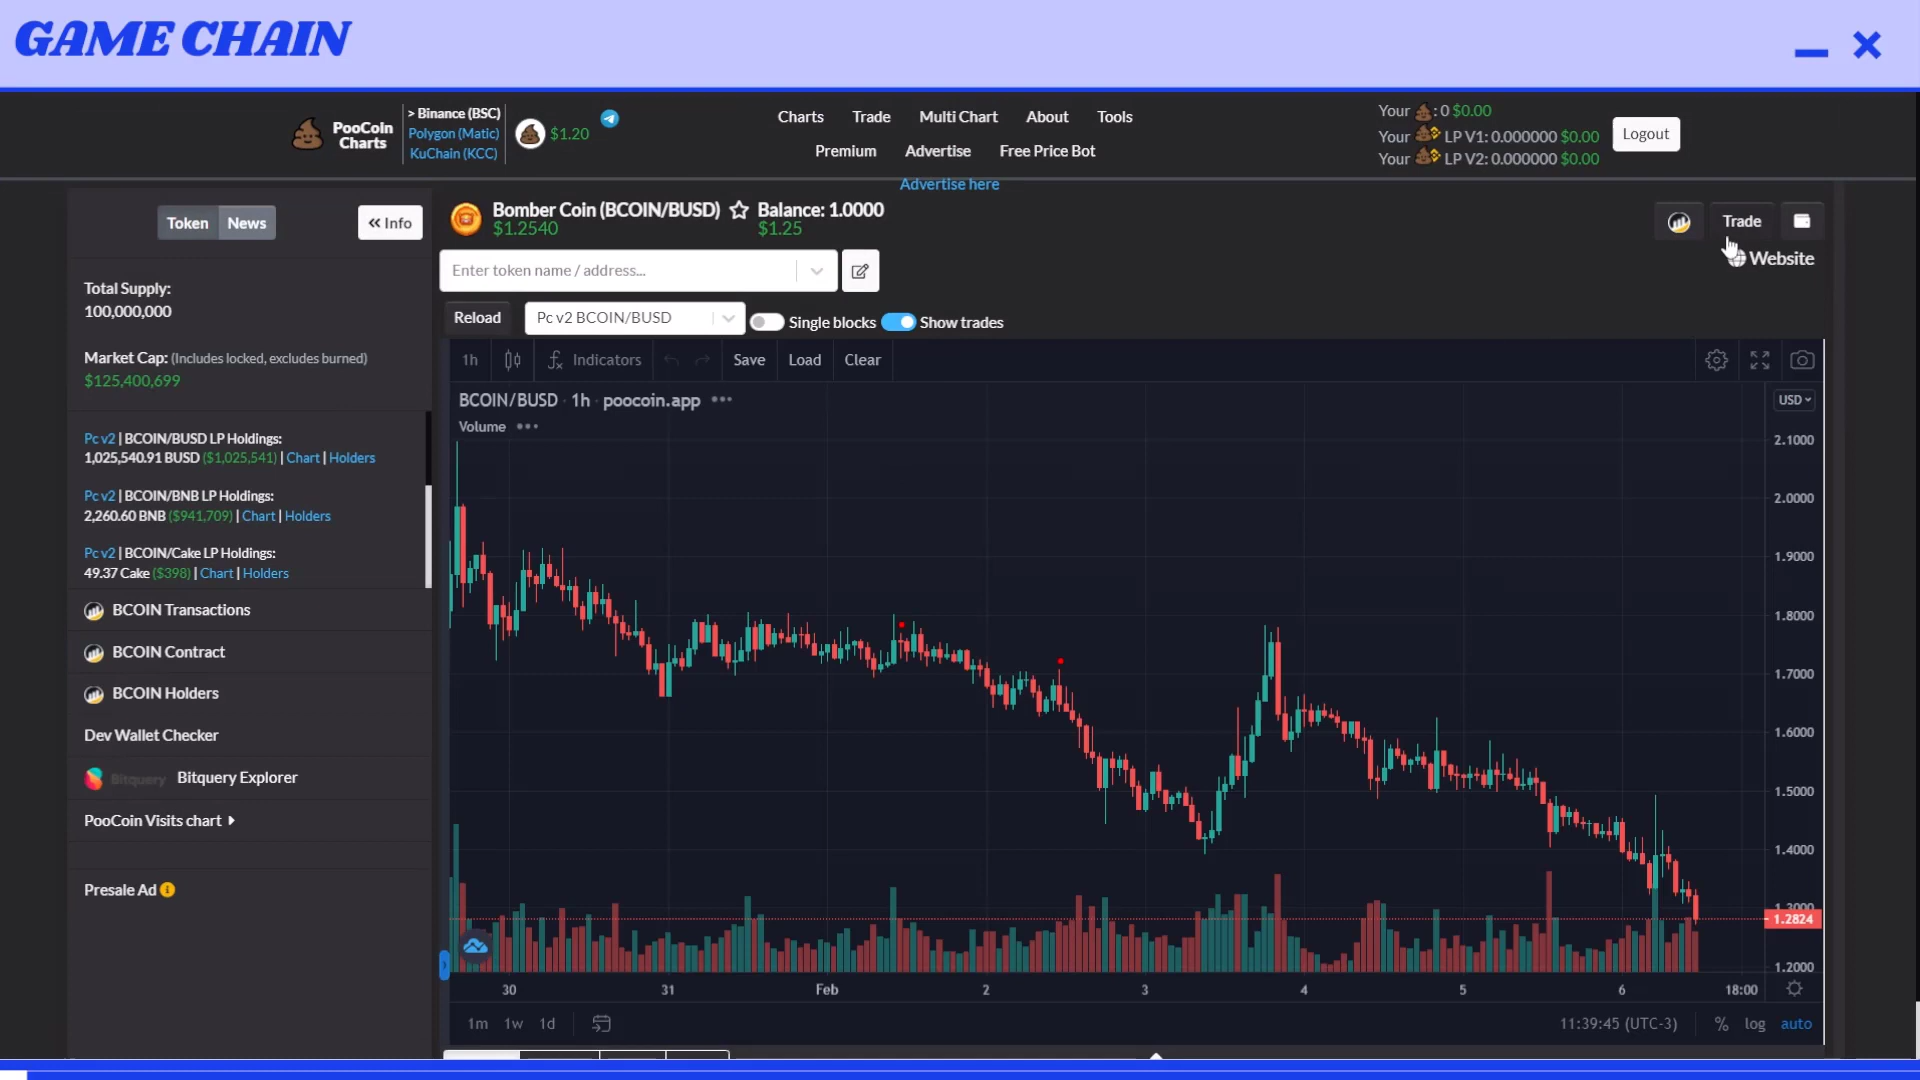 GAME CHAIN
PooCoin
Charts
> Binance (BSC)
Polygon (Matic)
KuChain (KCC)
$1.20
Charts Trade Multi Chart About Tools
Premium Advertise Free Price Bot
Your : 0 $0.00
Your LP V1: 0.000000 $0.00
Your LP V2: 0.000000 $0.00
Logout
Advertise here
Token News
<< Info
Total Supply:
100,000,000
Market Cap: (Includes locked, excludes burned)
$125,400,699
Pc v2 | BCOIN/BUSD LP Holdings:
1,025,540.91 BUSD ($1,025,541) | Chart | Holders
Pc v2 | BCOIN/BNB LP Holdings:
2,260.60 BNB ($941,709) | Chart | Holders
Pc v2 | BCOIN/Cake LP Holdings:
49.37 Cake ($398) | Chart | Holders
BCOIN Transactions
BCOIN Contract
BCOIN Holders
Dev Wallet Checker
Bitquery Bitquery Explorer
PooCoin Visits chart
Presale Ad
Bomber Coin (BCOIN/BUSD) Balance: 1.0000
$1.2540 $1.25
Trade
Website
Enter token name / address...
Reload Pc v2 BCOIN/BUSD Single blocks Show trades
1h Indicators Save Load Clear
BCOIN/BUSD · 1h · poocoin.app
Volume
USD
2.1000
2.0000
1.9000
1.8000
1.7000
1.6000
1.5000
1.4000
1.3000
1.2824
1.2000
30 31 Feb 2 3 4 5 6 18:00
1m 1w 1d
11:39:45 (UTC-3) % log auto